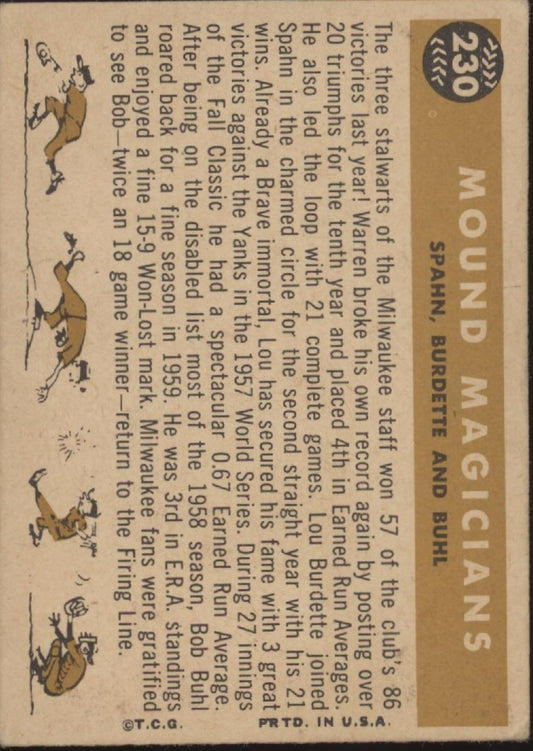 230
MOUND MAGICIANS
SPAHN, BURDETTE AND BUHL
The three stalwarts of the Milwaukee staff won 57 of the club's 86
victories last year! Warren broke his own record again by posting over
20 triumphs for the tenth year and placed 4th in Earned Run Averages.
He also led the loop with 21 complete games. Lou Burdette joined
Spahn in the charmed circle for the second straight year with his 21
wins. Already a Brave immortal, Lou has secured his fame with 3 great
victories against the Yanks in the 1957 World Series. During 27 innings
of the Fall Classic he had a spectacular 0.67 Earned Run Average.
After being on the disabled list most of the 1958 season, Bob Buhl
roared back for a fine season in 1959. He was 3rd in E.R.A. standings
and enjoyed a fine 15-9 Won-Lost mark. Milwaukee fans were gratified
to see Bob—twice an 18 game winner—return to the Firing Line.
©T.C.G.
PRTD. IN U.S.A.